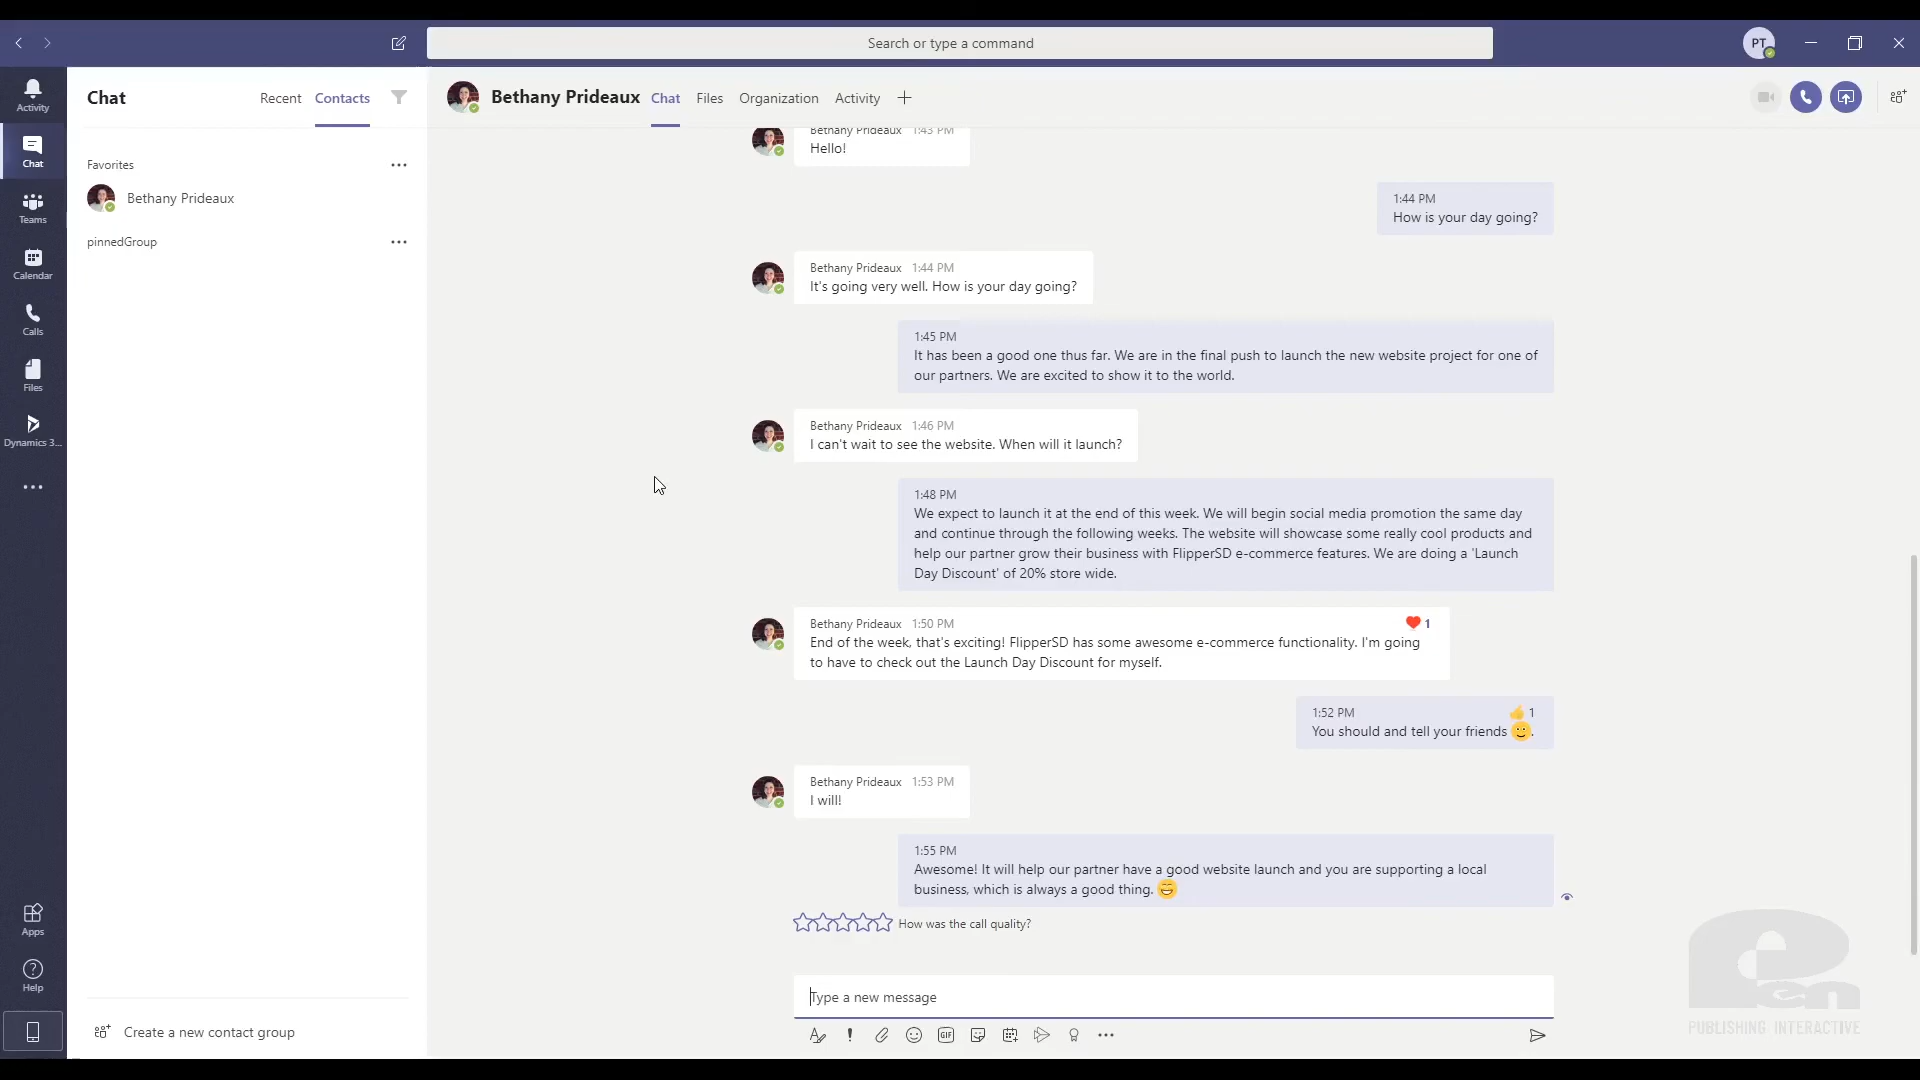 Search or type a command
PT
Activity
Chat
Teams
Calendar
Calls
Files
Dynamics 3...
Apps
Help
Chat
Recent
Contacts
Favorites
Bethany Prideaux
pinnedGroup
Create a new contact group
Bethany Prideaux
Chat
Files
Organization
Activity
Bethany Prideaux 1:43 PM
Hello!
1:44 PM
How is your day going?
Bethany Prideaux 1:44 PM
It's going very well. How is your day going?
1:45 PM
It has been a good one thus far. We are in the final push to launch the new website project for one of
our partners. We are excited to show it to the world.
Bethany Prideaux 1:46 PM
I can't wait to see the website. When will it launch?
1:48 PM
We expect to launch it at the end of this week. We will begin social media promotion the same day
and continue through the following weeks. The website will showcase some really cool products and
help our partner grow their business with FlipperSD e-commerce features. We are doing a 'Launch
Day Discount' of 20% store wide.
Bethany Prideaux 1:50 PM
1
End of the week, that's exciting! FlipperSD has some awesome e-commerce functionality. I'm going
to have to check out the Launch Day Discount for myself.
1:52 PM
1
You should and tell your friends 🙂.
Bethany Prideaux 1:53 PM
I will!
1:55 PM
Awesome! It will help our partner have a good website launch and you are supporting a local
business, which is always a good thing. 😄
How was the call quality?
Type a new message
GIF
Pen
PUBLISHING INTERACTIVE